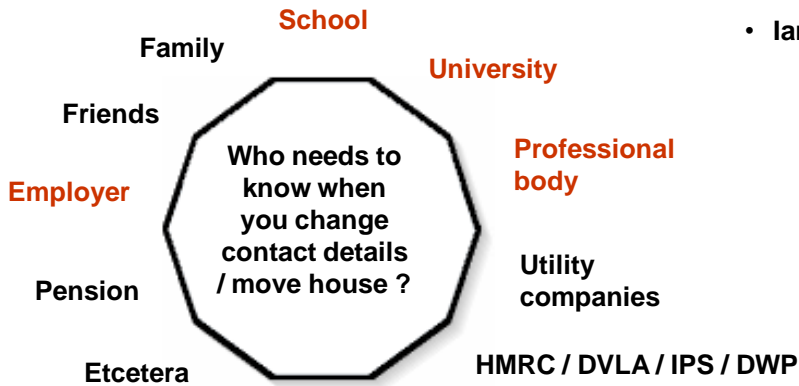 School
Family
University
Friends
Professional
body
Employer
Who needs to
know when
you change
contact details
/ move house ?
Utility
companies
Pension
HMRC / DVLA / IPS / DWP
Etcetera
•